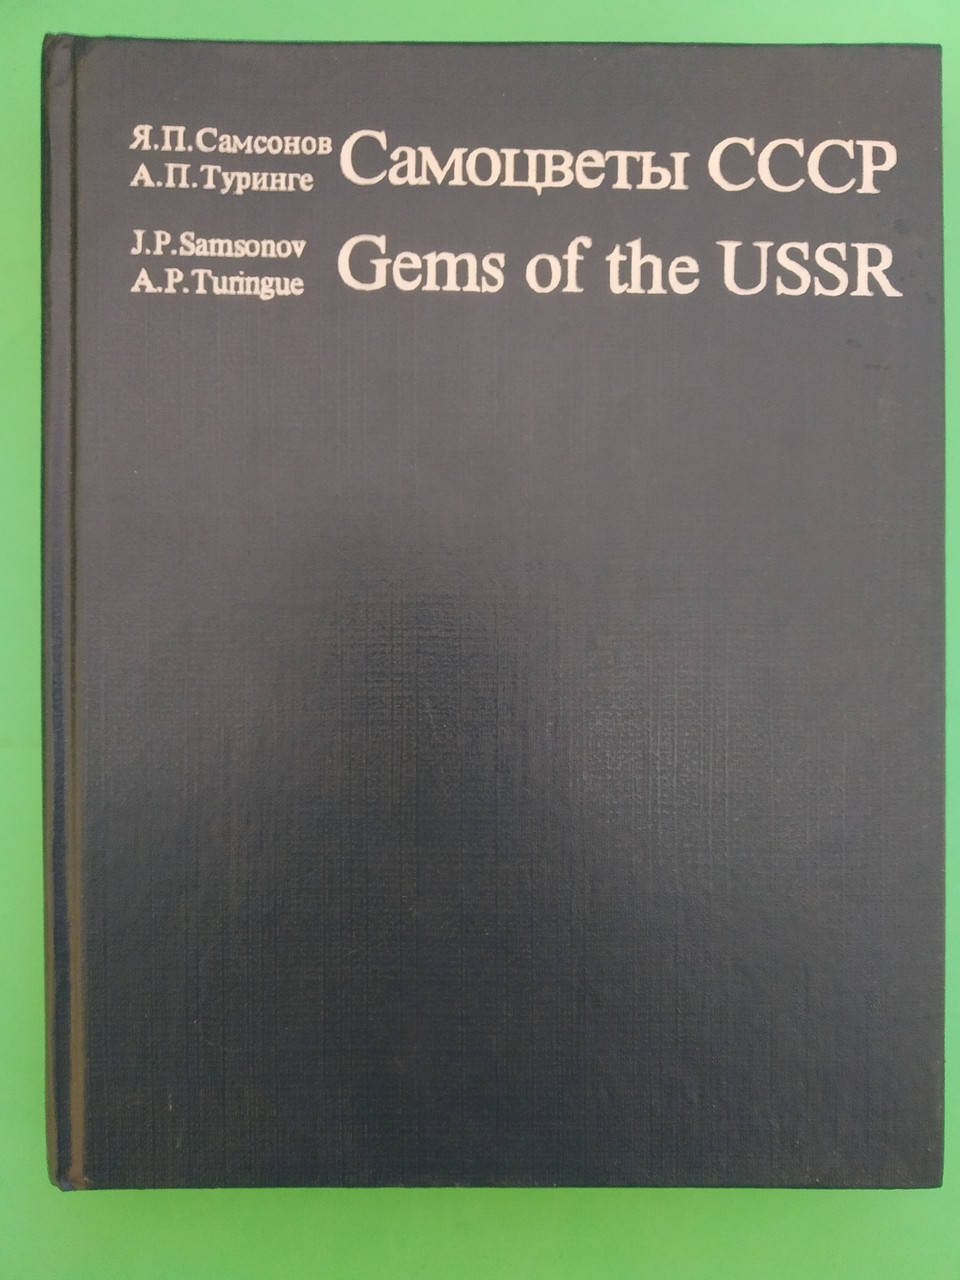 Я.П.Самсонов
А.П.Туринге
Самоцветы СССР
J.P.Samsonov
A.P.Turingue
Gems of the USSR